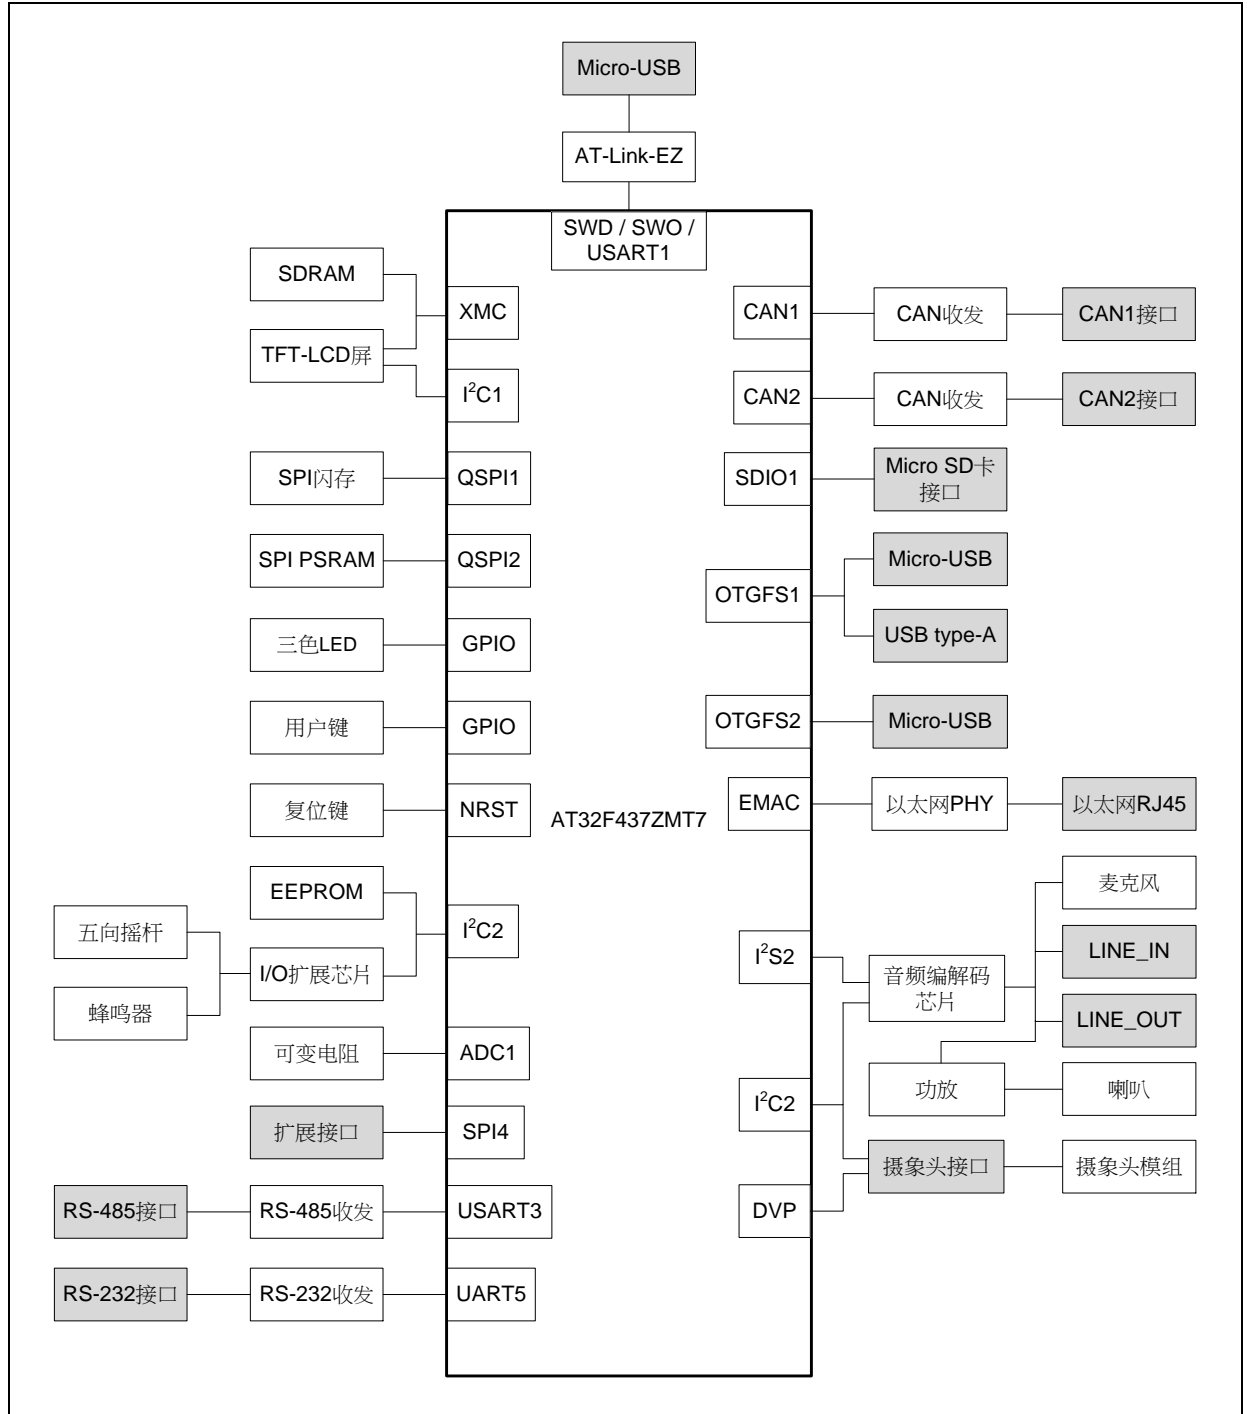 Micro-USB
AT-Link-EZ
SWD / SWO /
USART1
SDRAM
XMC
TFT-LCD屏
I²C1
SPI闪存
QSPI1
SPI PSRAM
QSPI2
三色LED
GPIO
用户键
GPIO
复位键
NRST
EEPROM
I²C2
五向摇杆
I/O扩展芯片
蜂鸣器
可变电阻
ADC1
扩展接口
SPI4
RS-485接口
RS-485收发
USART3
RS-232接口
RS-232收发
UART5
AT32F437ZMT7
CAN1
CAN收发
CAN1接口
CAN2
CAN收发
CAN2接口
SDIO1
Micro SD卡
接口
OTGFS1
Micro-USB
USB type-A
OTGFS2
Micro-USB
EMAC
以太网PHY
以太网RJ45
I²S2
音频编解码
芯片
麦克风
LINE_IN
LINE_OUT
功放
喇叭
I²C2
摄象头接口
摄象头模组
DVP